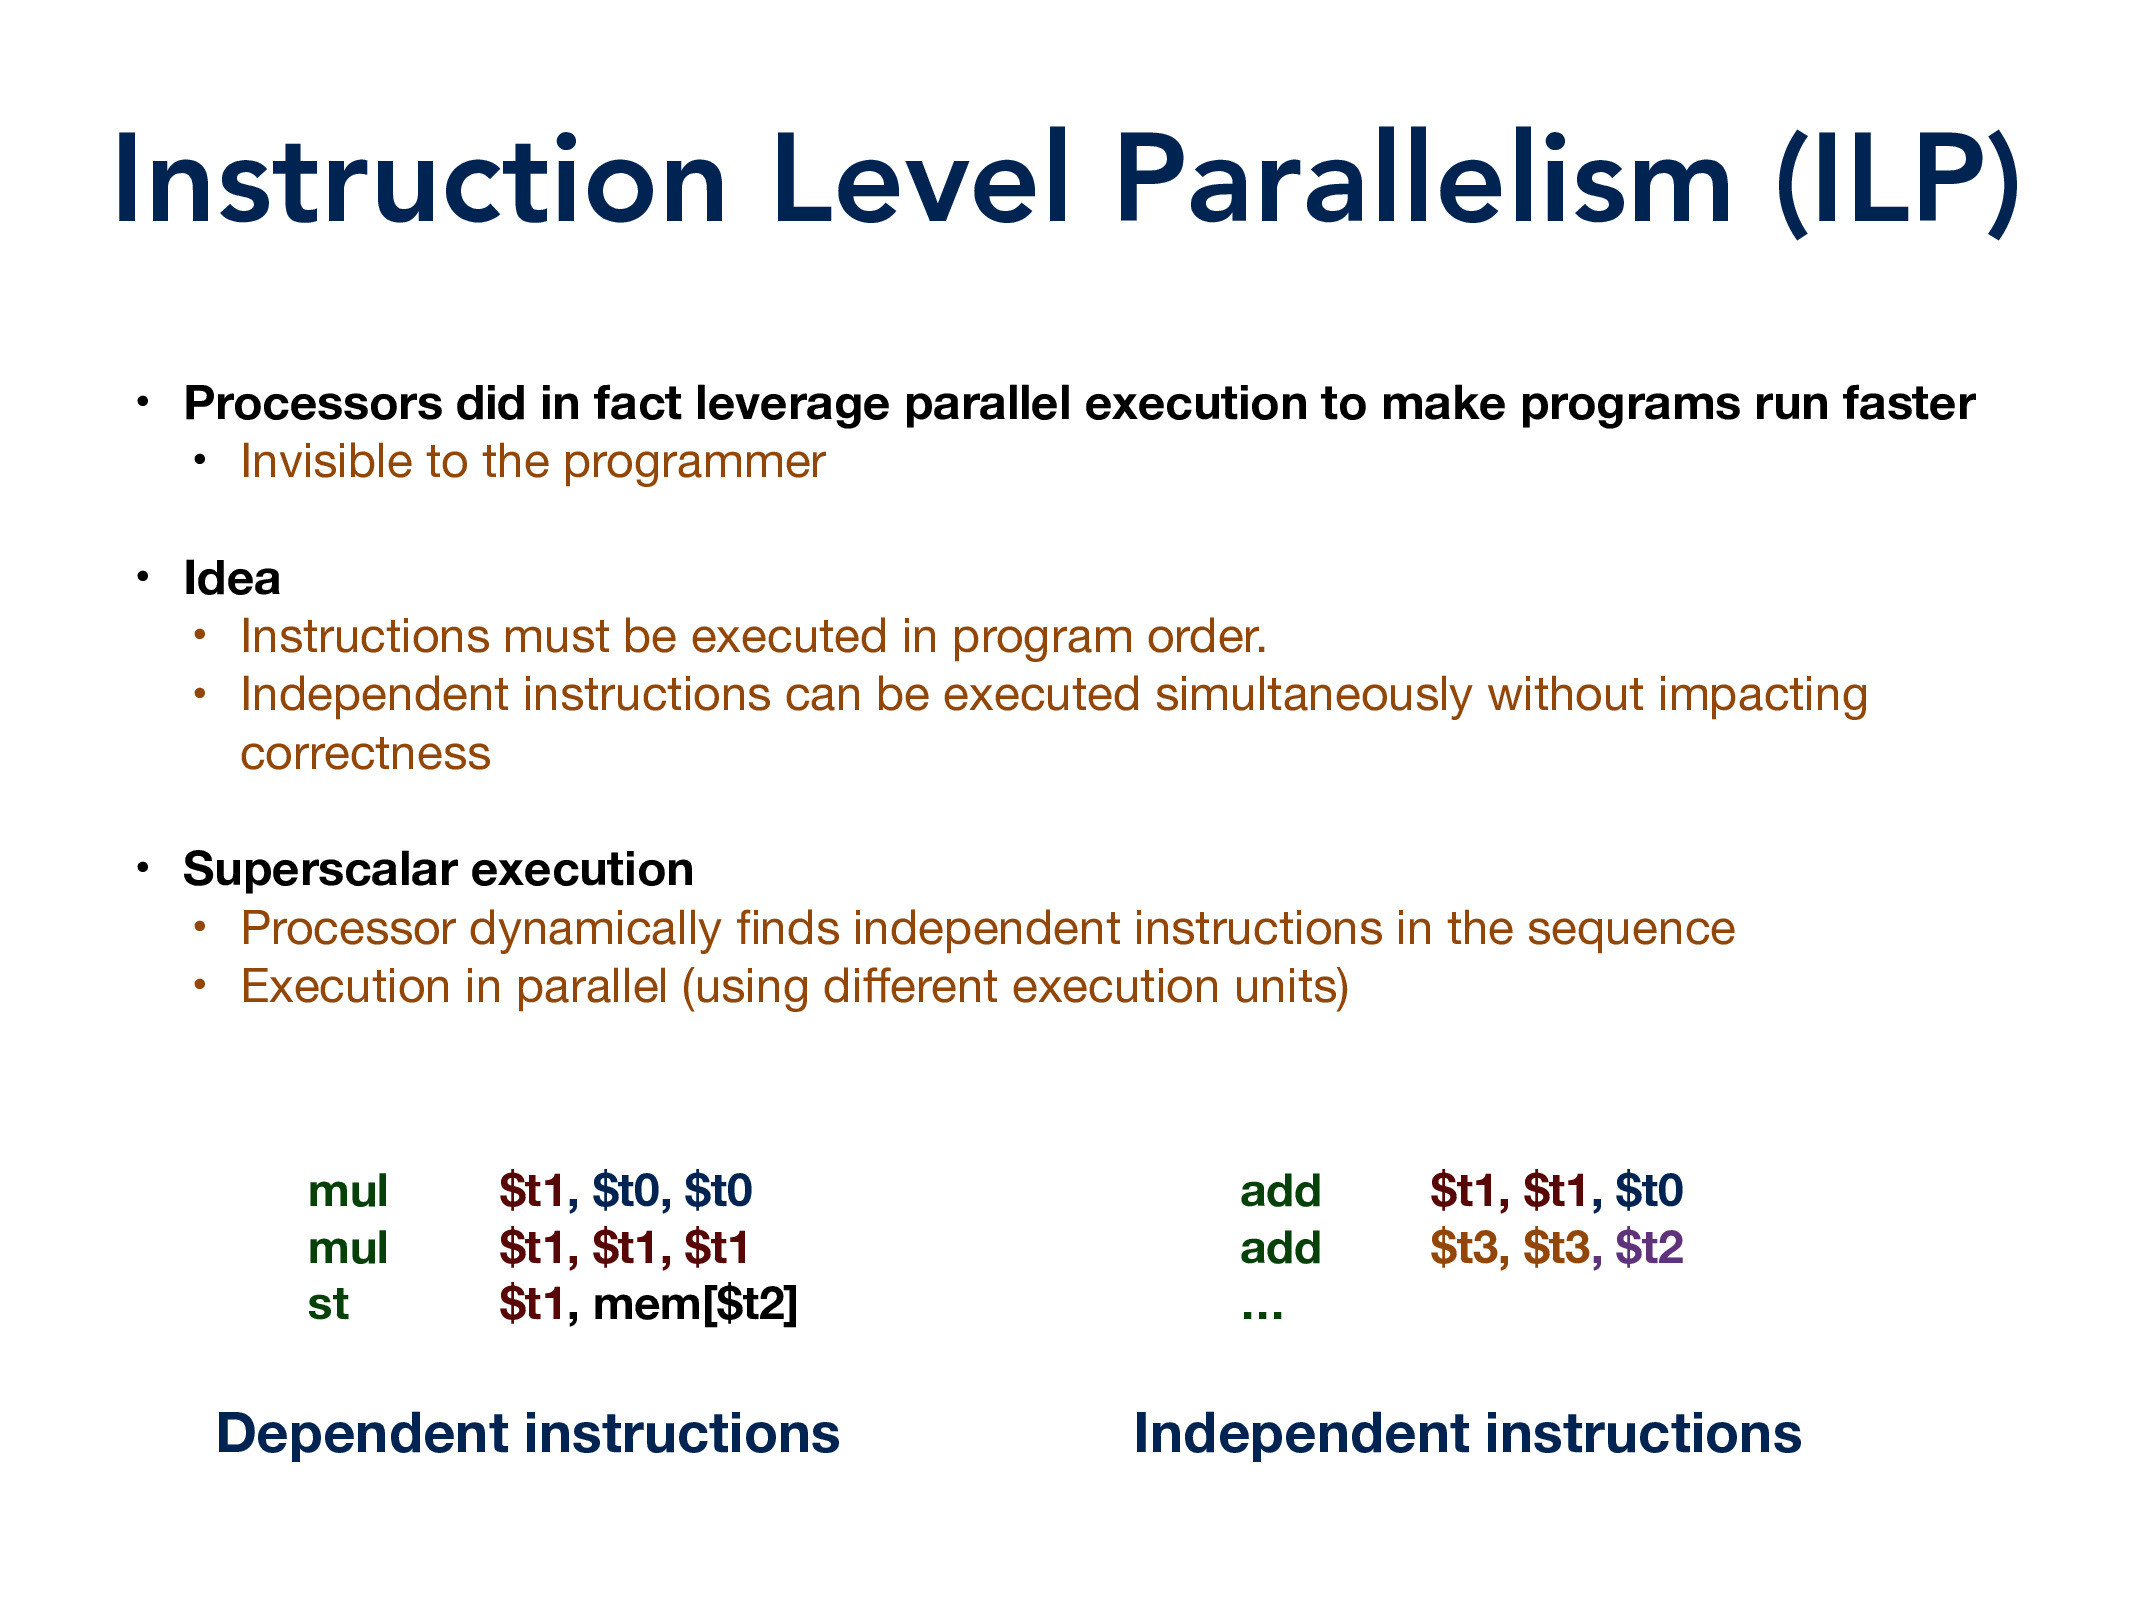 Instruction Level Parallelism (ILP)
• Processors did in fact leverage parallel execution to make programs run faster
• Invisible to the programmer
• Idea
• Instructions must be executed in program order.
• Independent instructions can be executed simultaneously without impacting
correctness
• Superscalar execution
• Processor dynamically finds independent instructions in the sequence
• Execution in parallel (using different execution units)
mul $t1, $t0, $t0
mul $t1, $t1, $t1
st $t1, mem[$t2]
Dependent instructions
add $t1, $t1, $t0
add $t3, $t3, $t2
…
Independent instructions